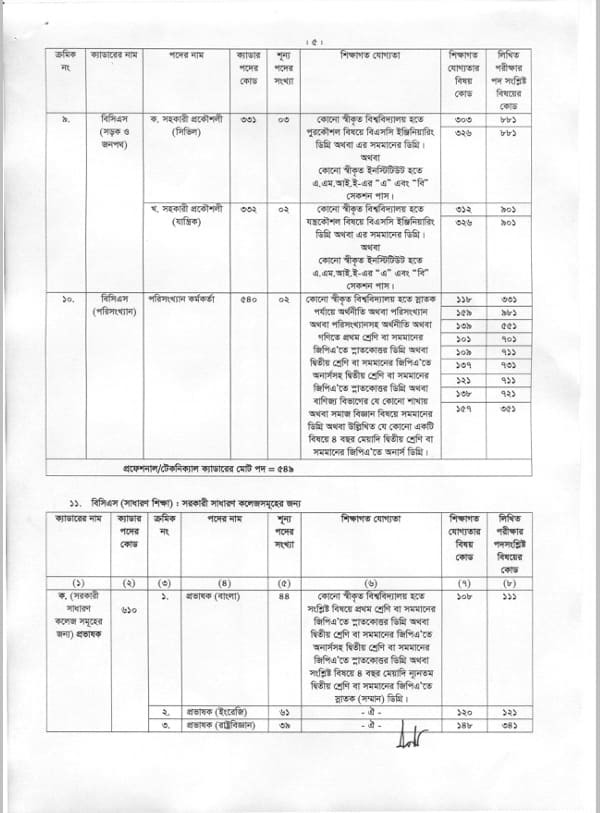 : ৫ :
ক্রমিক নং | ক্যাডারের নাম | পদের নাম | ক্যাডার পদের কোড | শূন্য পদের সংখ্যা | শিক্ষাগত যোগ্যতা | শিক্ষাগত যোগ্যতার বিষয় কোড | লিখিত পরীক্ষার পদ সংশ্লিষ্ট বিষয়ের কোড
৯. | বিসিএস | ক. সহকারী প্রকৌশলী | ৩৩১ | ০৩ | কোনো স্বীকৃত বিশ্ববিদ্যালয় হতে | ৩০৩ | ৮৮১
(সড়ক ও | (সিভিল) | পুরকৌশল বিষয়ে বিএসসি ইঞ্জিনিয়ারিং | ৩২৬ | ৮৮১
জনপথ) | ডিগ্রি অথবা এর সমমানের ডিগ্রি।
অথবা
কোনো স্বীকৃত ইনস্টিটিউট হতে
এ.এম.আই.ই-এর “এ” এবং “বি”
সেকশন পাস।
খ. সহকারী প্রকৌশলী | ৩৩২ | ০২ | কোনো স্বীকৃত বিশ্ববিদ্যালয় হতে | ৩১২ | ৯০১
(যান্ত্রিক) | যন্ত্রকৌশল বিষয়ে বিএসসি ইঞ্জিনিয়ারিং | ৩২৬ | ৯০১
ডিগ্রি অথবা এর সমমানের ডিগ্রি।
অথবা
কোনো স্বীকৃত ইনস্টিটিউট হতে
এ.এম.আই.ই-এর “এ” এবং “বি”
সেকশন পাস।
১০. | বিসিএস | পরিসংখ্যান কর্মকর্তা | ৫৪০ | ০২ | কোনো স্বীকৃত বিশ্ববিদ্যালয় হতে স্নাতক | ১১৮ | ৩৩১
(পরিসংখ্যান) | পর্যায়ে অর্থনীতি অথবা পরিসংখ্যান | ১৫৯ | ৯৮১
অথবা পরিসংখ্যানসহ অর্থনীতি অথবা | ১৩৯ | ৫৫১
গণিতে প্রথম শ্রেণি বা সমমানের | ১০১ | ৭০১
জিপিএ'তে স্নাতকোত্তর ডিগ্রি অথবা | ১০৯ | ৭১১
দ্বিতীয় শ্রেণি বা সমমানের জিপিএ'তে | ১৩৭ | ৭৩১
অনার্সসহ দ্বিতীয় শ্রেণি বা সমমানের | ১২১ | ৭১১
জিপিএ'তে স্নাতকোত্তর ডিগ্রি অথবা | ১৩৮ | ৭২১
বাণিজ্য বিভাগের যে কোনো শাখায় | ১৫৭ | ৩৫১
অথবা সমাজ বিজ্ঞান বিষয়ে সমমানের
ডিগ্রি অথবা উল্লিখিত যে কোনো একটি
বিষয়ে ৪ বছর মেয়াদি দ্বিতীয় শ্রেণি বা
সমমানের জিপিএ'তে অনার্স ডিগ্রি।
প্রফেশনাল/টেকনিক্যাল ক্যাডারের মোট পদ = ৫৪৯
১১. বিসিএস (সাধারণ শিক্ষা) : সরকারী সাধারণ কলেজসমূহের জন্য
ক্যাডারের নাম | ক্যাডার পদের কোড | ক্রমিক নং | পদের নাম | শূন্য পদের সংখ্যা | শিক্ষাগত যোগ্যতা | শিক্ষাগত যোগ্যতার বিষয় কোড | লিখিত পরীক্ষার পদসংশ্লিষ্ট বিষয়ের কোড
(১) | (২) | (৩) | (৪) | (৫) | (৬) | (৭) | (৮)
ক. (সরকারী | ৬১০ | ১. | প্রভাষক (বাংলা) | ৪৪ | কোনো স্বীকৃত বিশ্ববিদ্যালয় হতে | ১০৮ | ১১১
সাধারণ | সংশ্লিষ্ট বিষয়ে প্রথম শ্রেণি বা সমমানের
কলেজ সমূহের | জিপিএ'তে স্নাতকোত্তর ডিগ্রি অথবা
জন্য) প্রভাষক | দ্বিতীয় শ্রেণি বা সমমানের জিপিএ'তে
অনার্সসহ দ্বিতীয় শ্রেণি বা সমমানের
জিপিএ'তে স্নাতকোত্তর ডিগ্রি অথবা
সংশ্লিষ্ট বিষয়ে ৪ বছর মেয়াদি ন্যূনতম
দ্বিতীয় শ্রেণি বা সমমানের জিপিএ'তে
স্নাতক (সম্মান) ডিগ্রি।
২. | প্রভাষক (ইংরেজি) | ৬১ | - ঐ - | ১২০ | ১২১
৩. | প্রভাষক (রাষ্ট্রবিজ্ঞান) | ৩৯ | - ঐ - | ১৪৮ | ৩৪১